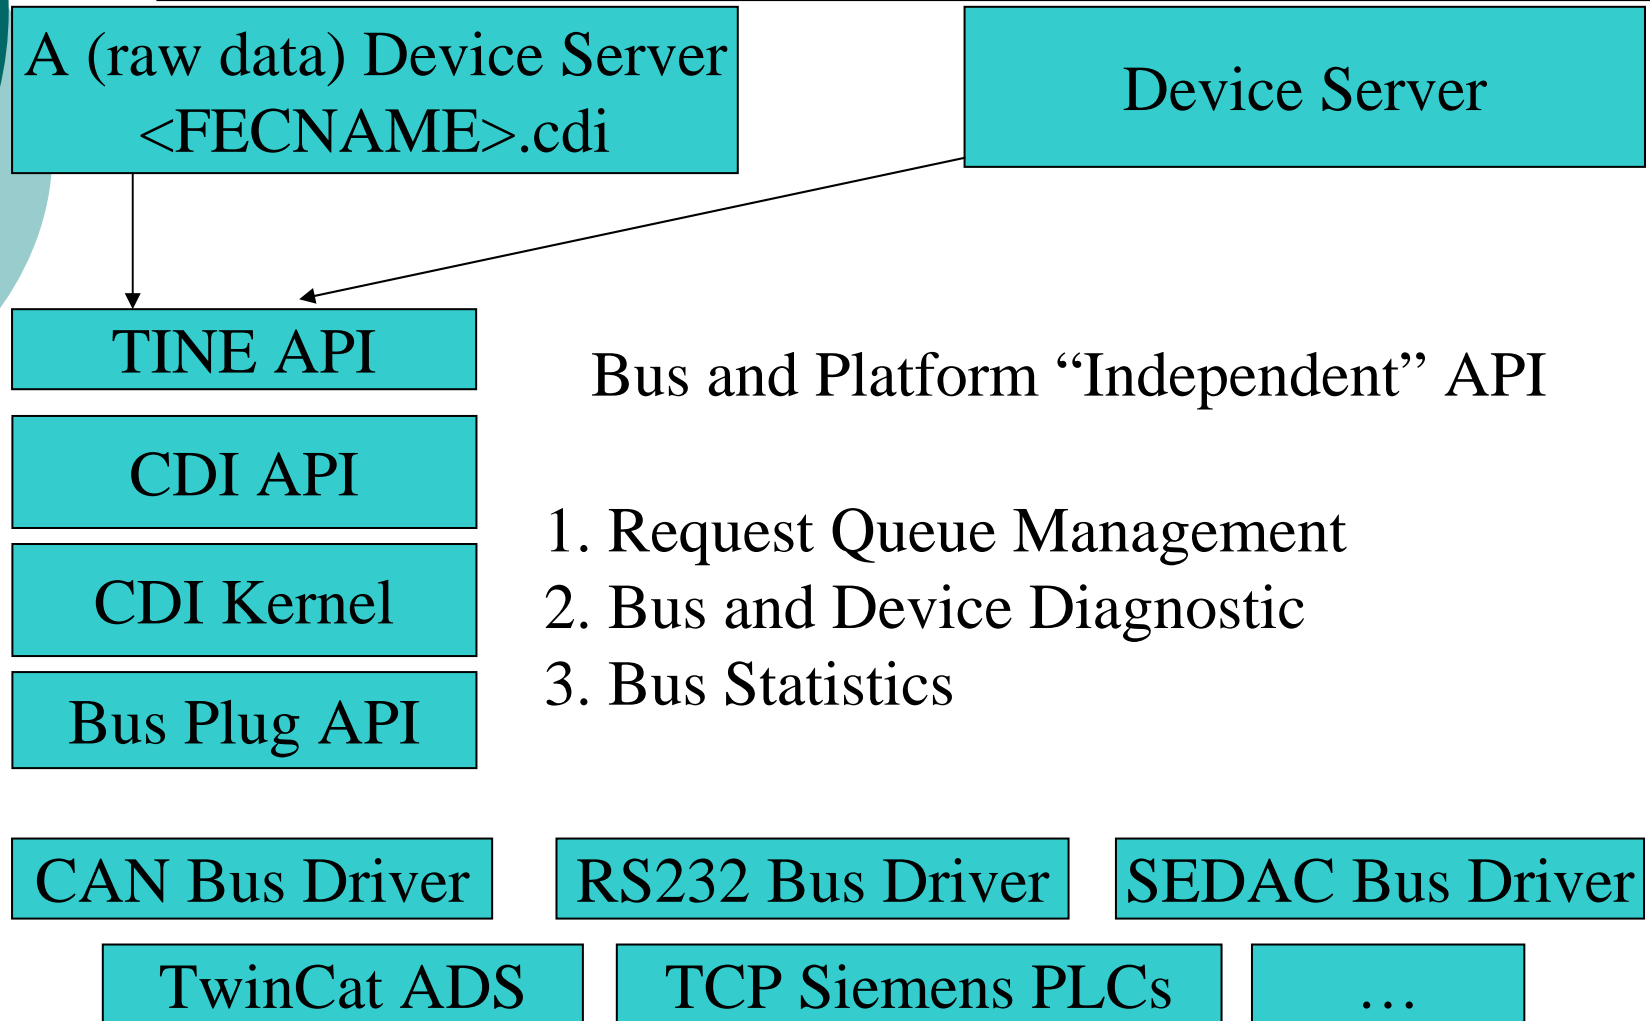 A (raw data) Device Server
<FECNAME>.cdi
Device Server
TINE API
Bus and Platform “Independent” API
CDI API
1. Request Queue Management
CDI Kernel
2. Bus and Device Diagnostic
3. Bus Statistics
Bus Plug API
CAN Bus Driver
RS232 Bus Driver
SEDAC Bus Driver
TwinCat ADS
TCP Siemens PLCs
…